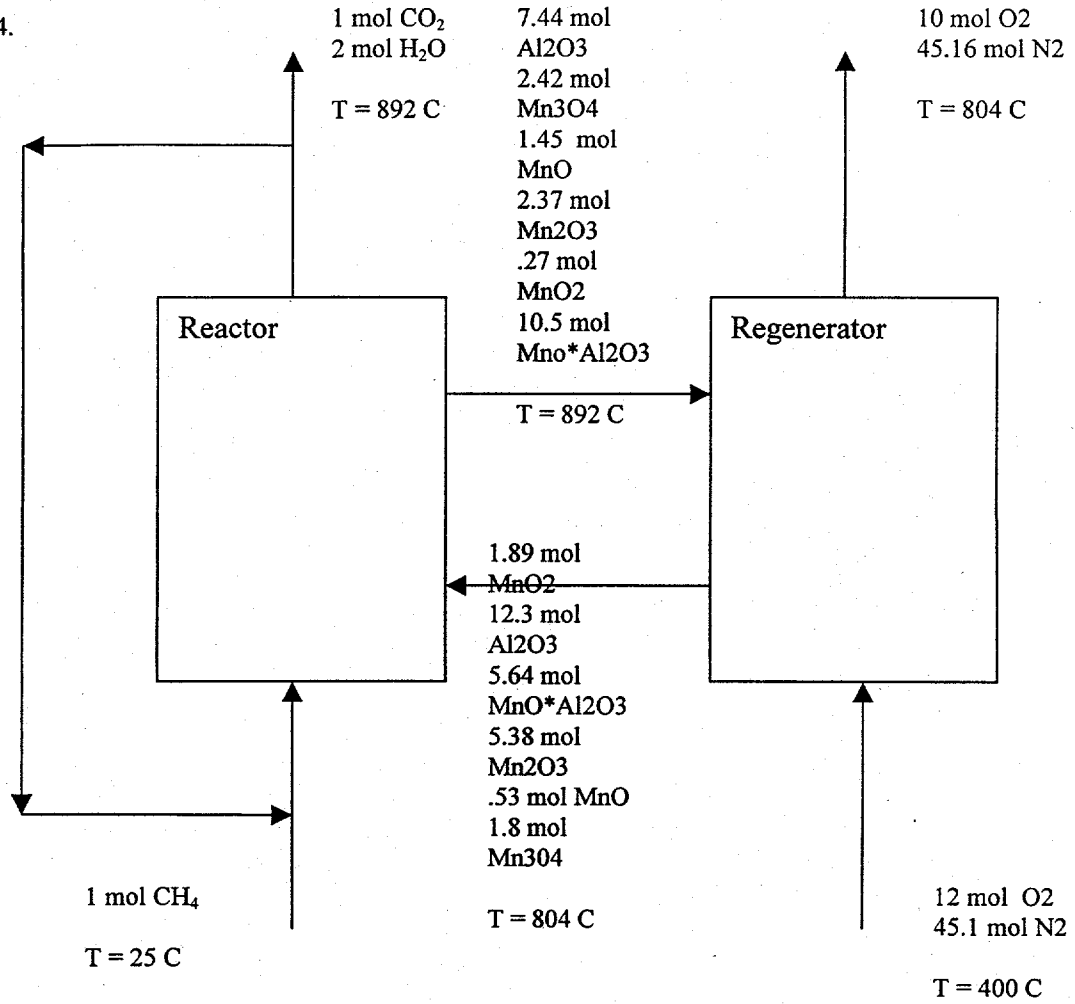 4.
1 mol CO₂
2 mol H₂O
T = 892 C
7.44 mol
Al2O3
2.42 mol
Mn3O4
1.45 mol
MnO
2.37 mol
Mn2O3
.27 mol
MnO2
10.5 mol
Mno*Al2O3
T = 892 C
10 mol O2
45.16 mol N2
T = 804 C
Reactor
Regenerator
1.89 mol
MnO2
12.3 mol
Al2O3
5.64 mol
MnO*Al2O3
5.38 mol
Mn2O3
.53 mol MnO
1.8 mol
Mn304
T = 804 C
1 mol CH₄
T = 25 C
12 mol O2
45.1 mol N2
T = 400 C